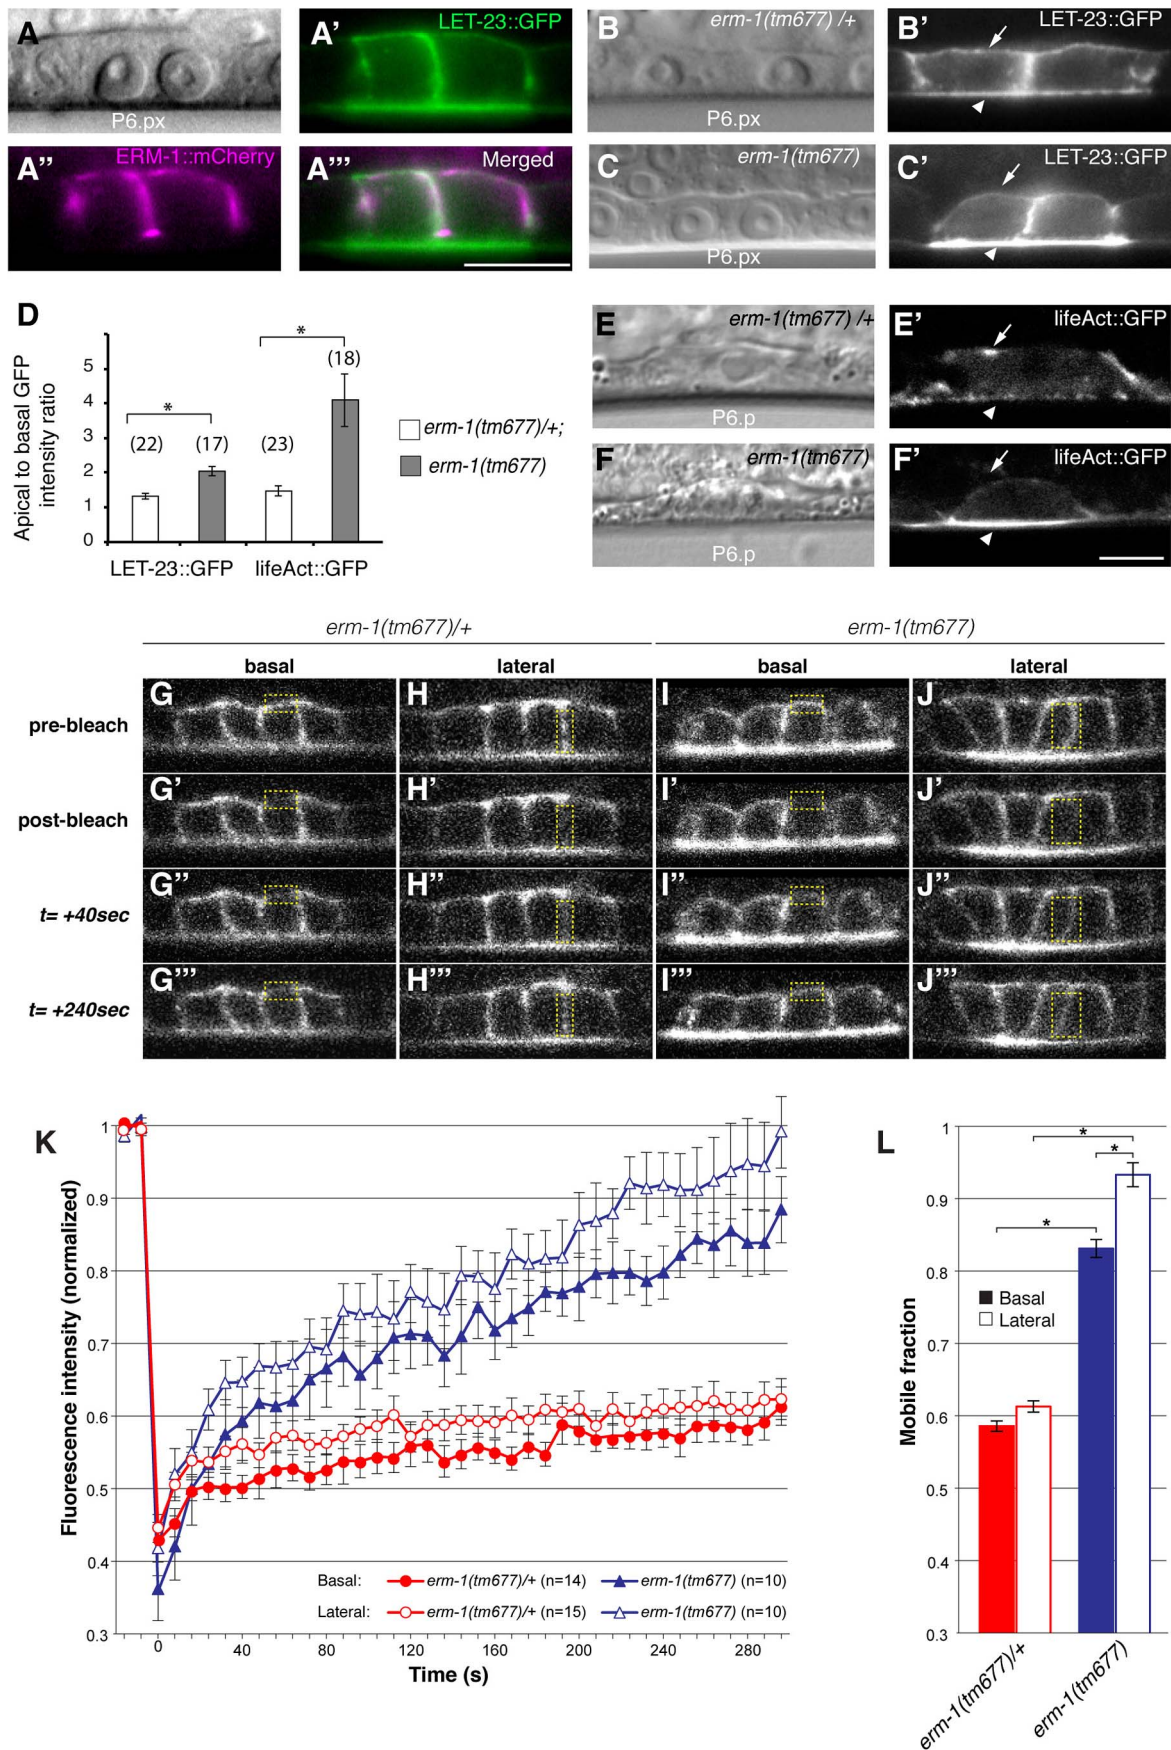 A
P6.px
A'
LET-23::GFP
B
erm-1(tm677) /+
P6.px
B'
LET-23::GFP
A''
ERM-1::mCherry
A'''
Merged
C
erm-1(tm677)
P6.px
C'
LET-23::GFP
D
Apical to basal GFP
intensity ratio
5
4
3
2
1
0
(22)
*
(17)
(23)
*
(18)
LET-23::GFP
lifeAct::GFP
erm-1(tm677)/+;
erm-1(tm677)
E
erm-1(tm677) /+
P6.p
E'
lifeAct::GFP
F
erm-1(tm677)
P6.p
F'
lifeAct::GFP
erm-1(tm677)/+
erm-1(tm677)
basal
lateral
basal
lateral
pre-bleach
G
H
I
J
post-bleach
G'
H'
I'
J'
t= +40sec
G''
H''
I''
J''
t= +240sec
G'''
H'''
I'''
J'''
K
Fluorescence intensity (normalized)
1
0.9
0.8
0.7
0.6
0.5
0.4
0.3
Basal: erm-1(tm677)/+ (n=14) erm-1(tm677) (n=10)
Lateral: erm-1(tm677)/+ (n=15) erm-1(tm677) (n=10)
0 40 80 120 160 200 240 280
Time (s)
L
Mobile fraction
1
0.9
0.8
0.7
0.6
0.5
0.4
0.3
*
*
*
Basal
Lateral
erm-1(tm677)/+
erm-1(tm677)